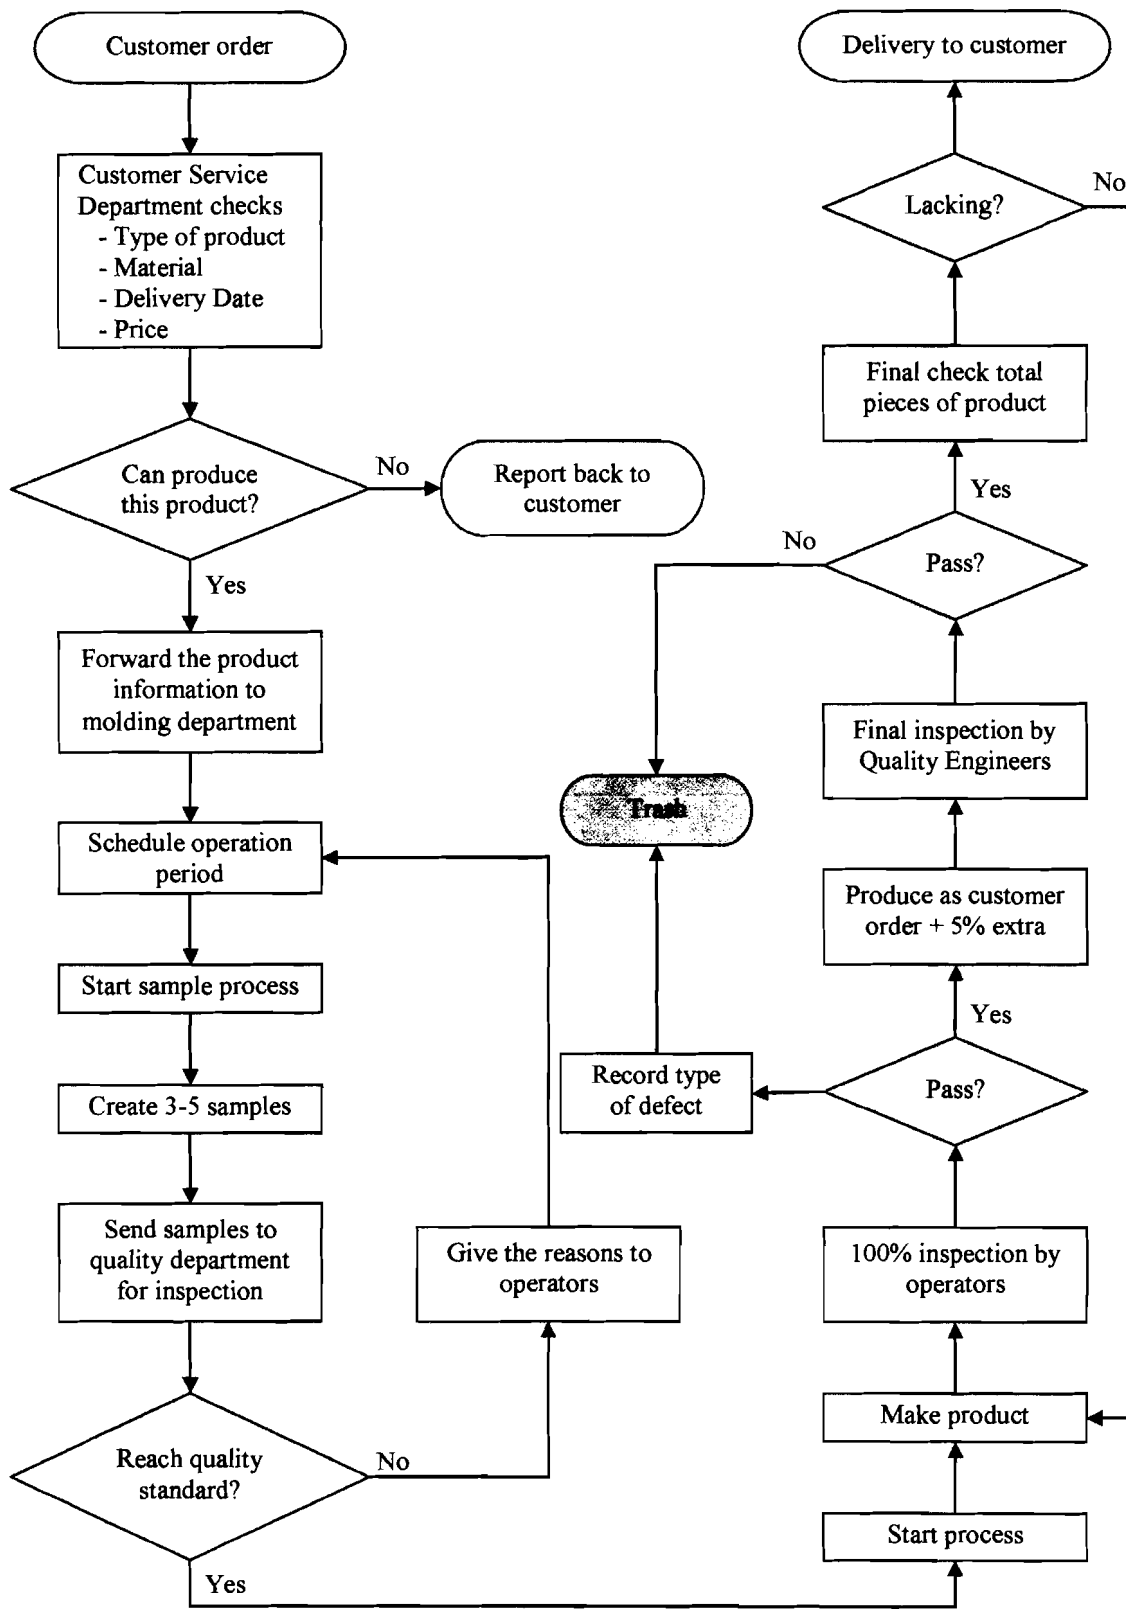 Customer order
Customer Service
Department checks
- Type of product
- Material
- Delivery Date
- Price
Can produce
this product?
No
Report back to
customer
Yes
Forward the product
information to
molding department
Schedule operation
period
Start sample process
Create 3-5 samples
Send samples to
quality department
for inspection
Give the reasons to
operators
Reach quality
standard?
No
Yes
Delivery to customer
Lacking?
No
Final check total
pieces of product
Yes
Pass?
No
Final inspection by
Quality Engineers
Trash
Produce as customer
order + 5% extra
Yes
Pass?
Record type
of defect
100% inspection by
operators
Make product
Start process